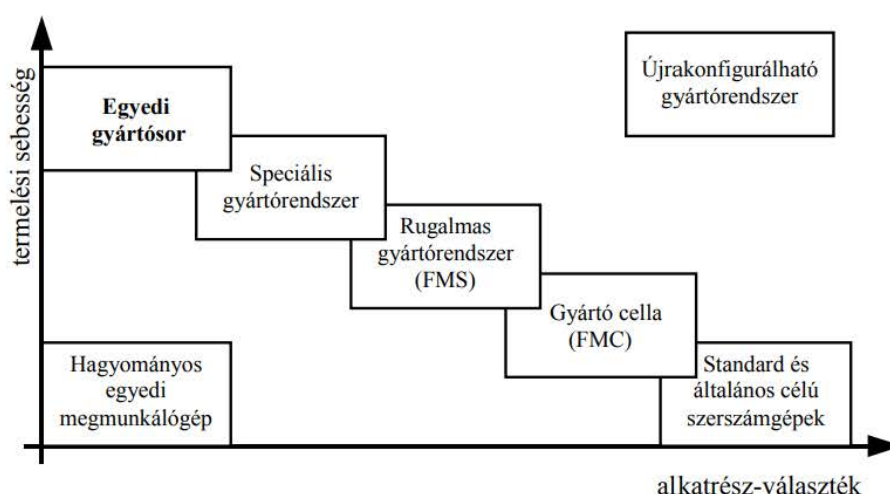 termelési sebesség
Egyedi
gyártósor
Újrakonfigurálható
gyártórendszer
Speciális
gyártórendszer
Rugalmas
gyártórendszer
(FMS)
Gyártó cella
(FMC)
Hagyományos
egyedi
megmunkálógép
Standard és
általános célú
szerszámgépek
alkatrész-választék